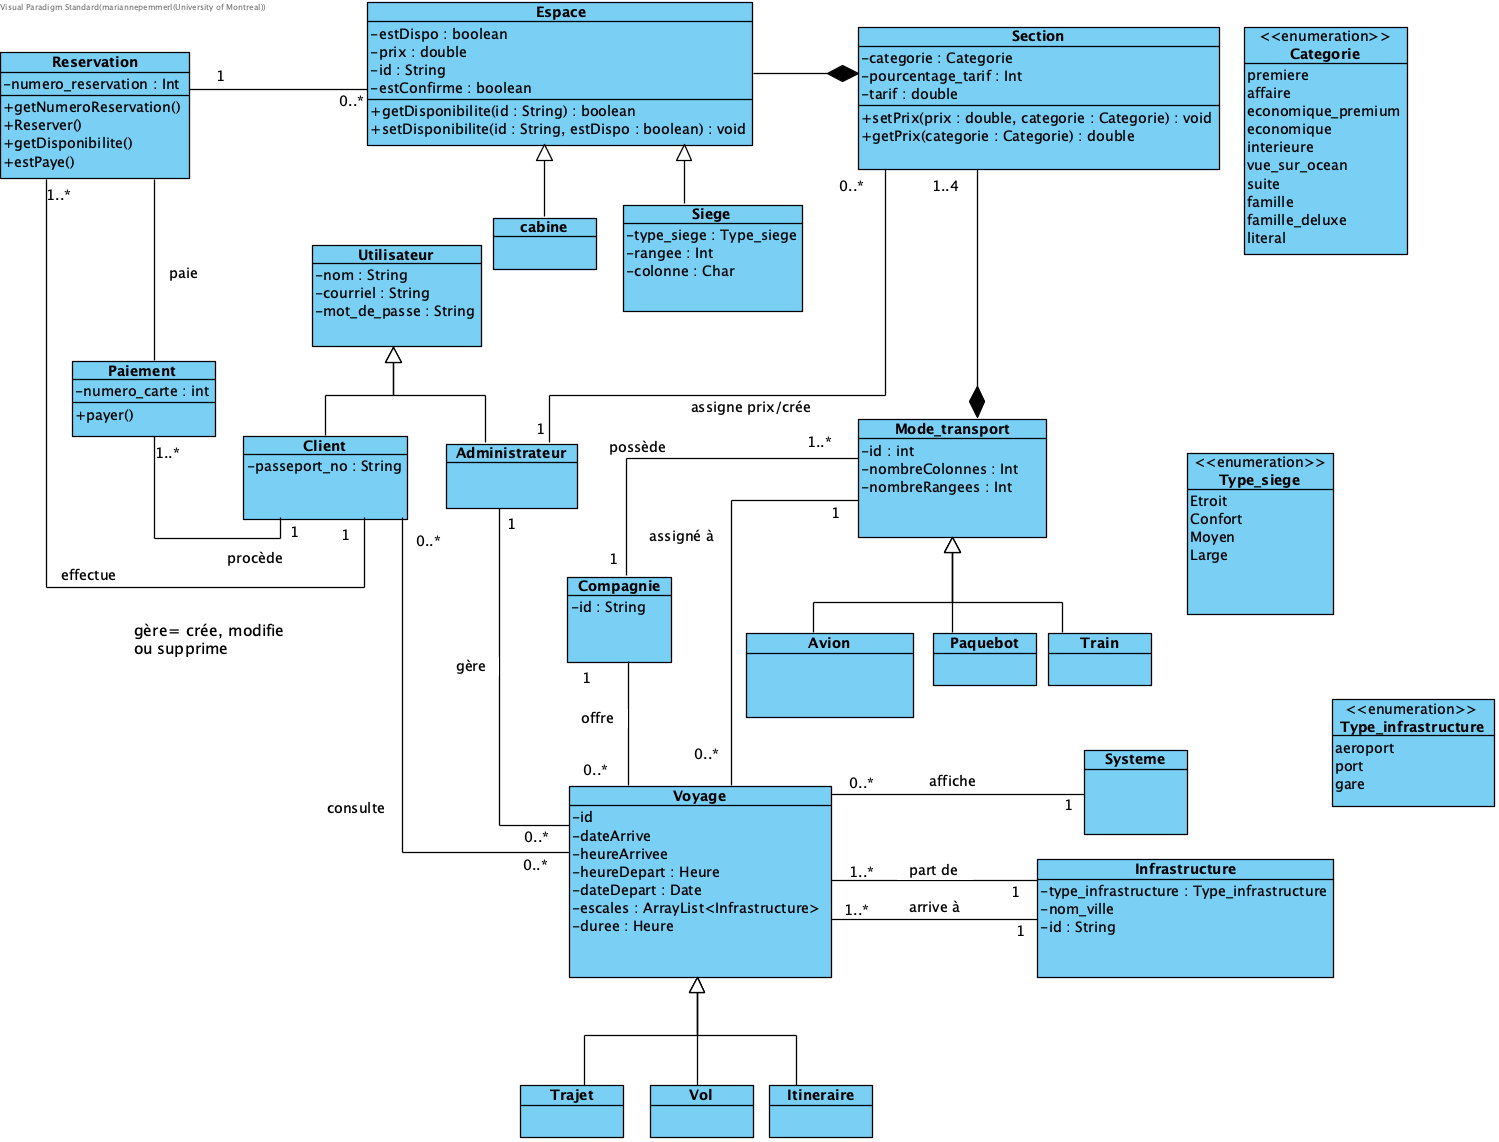 Visual Paradigm Standard(mariannepemmerl(University of Montreal))
Espace
-estDispo : boolean
-prix : double
-id : String
-estConfirme : boolean
+getDisponibilite(id : String) : boolean
+setDisponibilite(id : String, estDispo : boolean) : void
Section
-categorie : Categorie
-pourcentage_tarif : Int
-tarif : double
+setPrix(prix : double, categorie : Categorie) : void
+getPrix(categorie : Categorie) : double
<<enumeration>>
Categorie
premiere
affaire
economique_premium
economique
interieure
vue_sur_ocean
suite
famille
famille_deluxe
literal
Reservation
-numero_reservation : Int
+getNumeroReservation()
+Reserver()
+getDisponibilite()
+estPaye()
1
0..*
1..*
paie
0..*
1..4
cabine
Siege
-type_siege : Type_siege
-rangee : Int
-colonne : Char
Utilisateur
-nom : String
-courriel : String
-mot_de_passe : String
Paiement
-numero_carte : int
+payer()
1..*
Client
-passeport_no : String
Administrateur
1
assigne prix/crée
possède
1..*
Mode_transport
-id : int
-nombreColonnes : Int
-nombreRangees : Int
<<enumeration>>
Type_siege
Etroit
Confort
Moyen
Large
1
1
0..*
1
procède
effectue
gère= crée, modifie
ou supprime
1
assigné à
1
Compagnie
-id : String
gère
1
offre
0..*
0..*
Avion
Paquebot
Train
<<enumeration>>
Type_infrastructure
aeroport
port
gare
consulte
0..*
0..*
Voyage
-id
-dateArrive
-heureArrivee
-heureDepart : Heure
-dateDepart : Date
-escales : ArrayList<Infrastructure>
-duree : Heure
0..*
affiche
1
Systeme
1..*
part de
1
1..*
arrive à
1
Infrastructure
-type_infrastructure : Type_infrastructure
-nom_ville
-id : String
Trajet
Vol
Itineraire